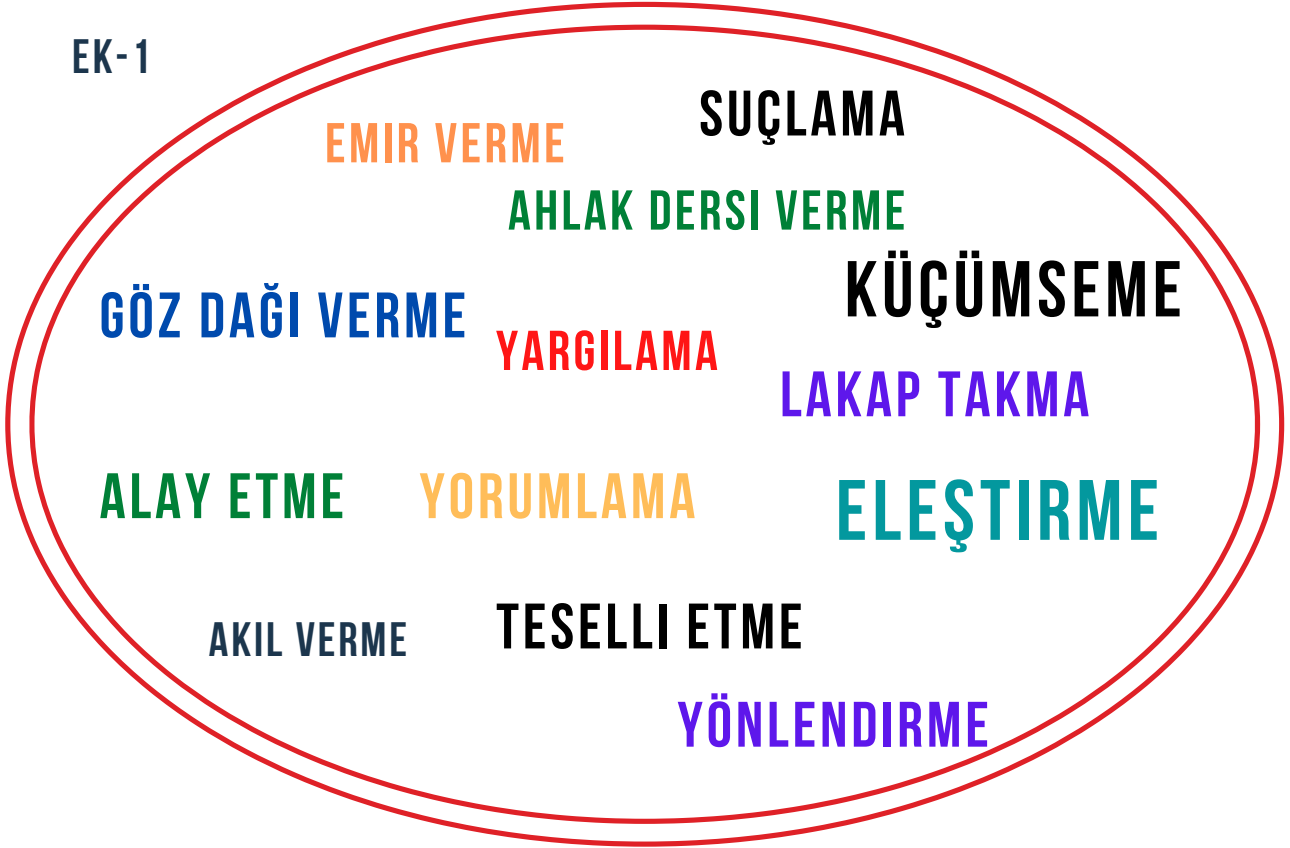 EK-1
SUÇLAMA
EMIR VERME
AHLAK DERSI VERME
KÜÇÜMSEME
GÖZ DAĞI VERME
YARGILAMA
LAKAP TAKMA
ALAY ETME
YORUMLAMA
ELEŞTIRME
AKIL VERME
TESELLI ETME
YÖNLENDIRME